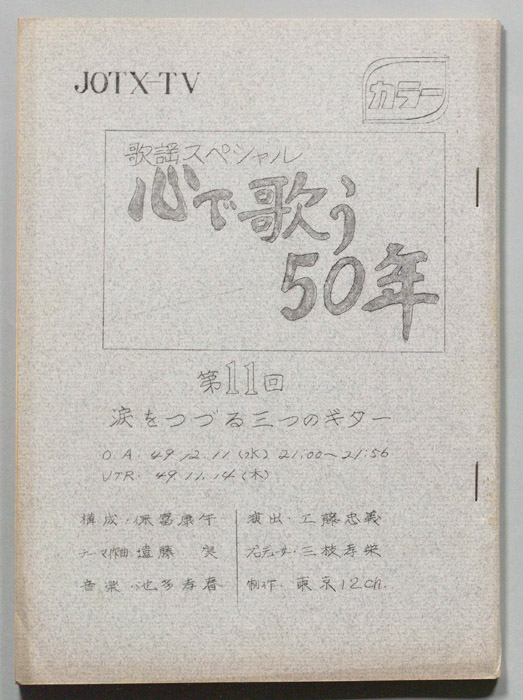 JOTX-TV
カラー
歌謡スペシャル
心で歌う
50年
第11回
涙をつづる三つのギター
O.A. 49.12.11(水) 21:00〜21:56
VTR. 49.11.14(木)
構成・保富康午
演出・工藤忠義
テーマ作曲 遠藤 実
プロデューサー・三枝孝栄
音楽・池多孝春
制作・東京12ch.